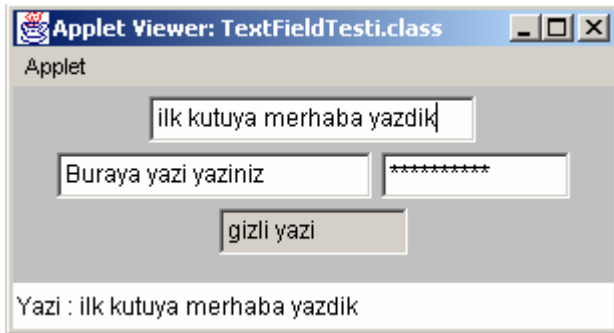 Applet Viewer: TextFieldTesti.class
Applet
ilk kutuya merhaba yazdik
Buraya yazi yaziniz **********
gizli yazi
Yazi : ilk kutuya merhaba yazdik